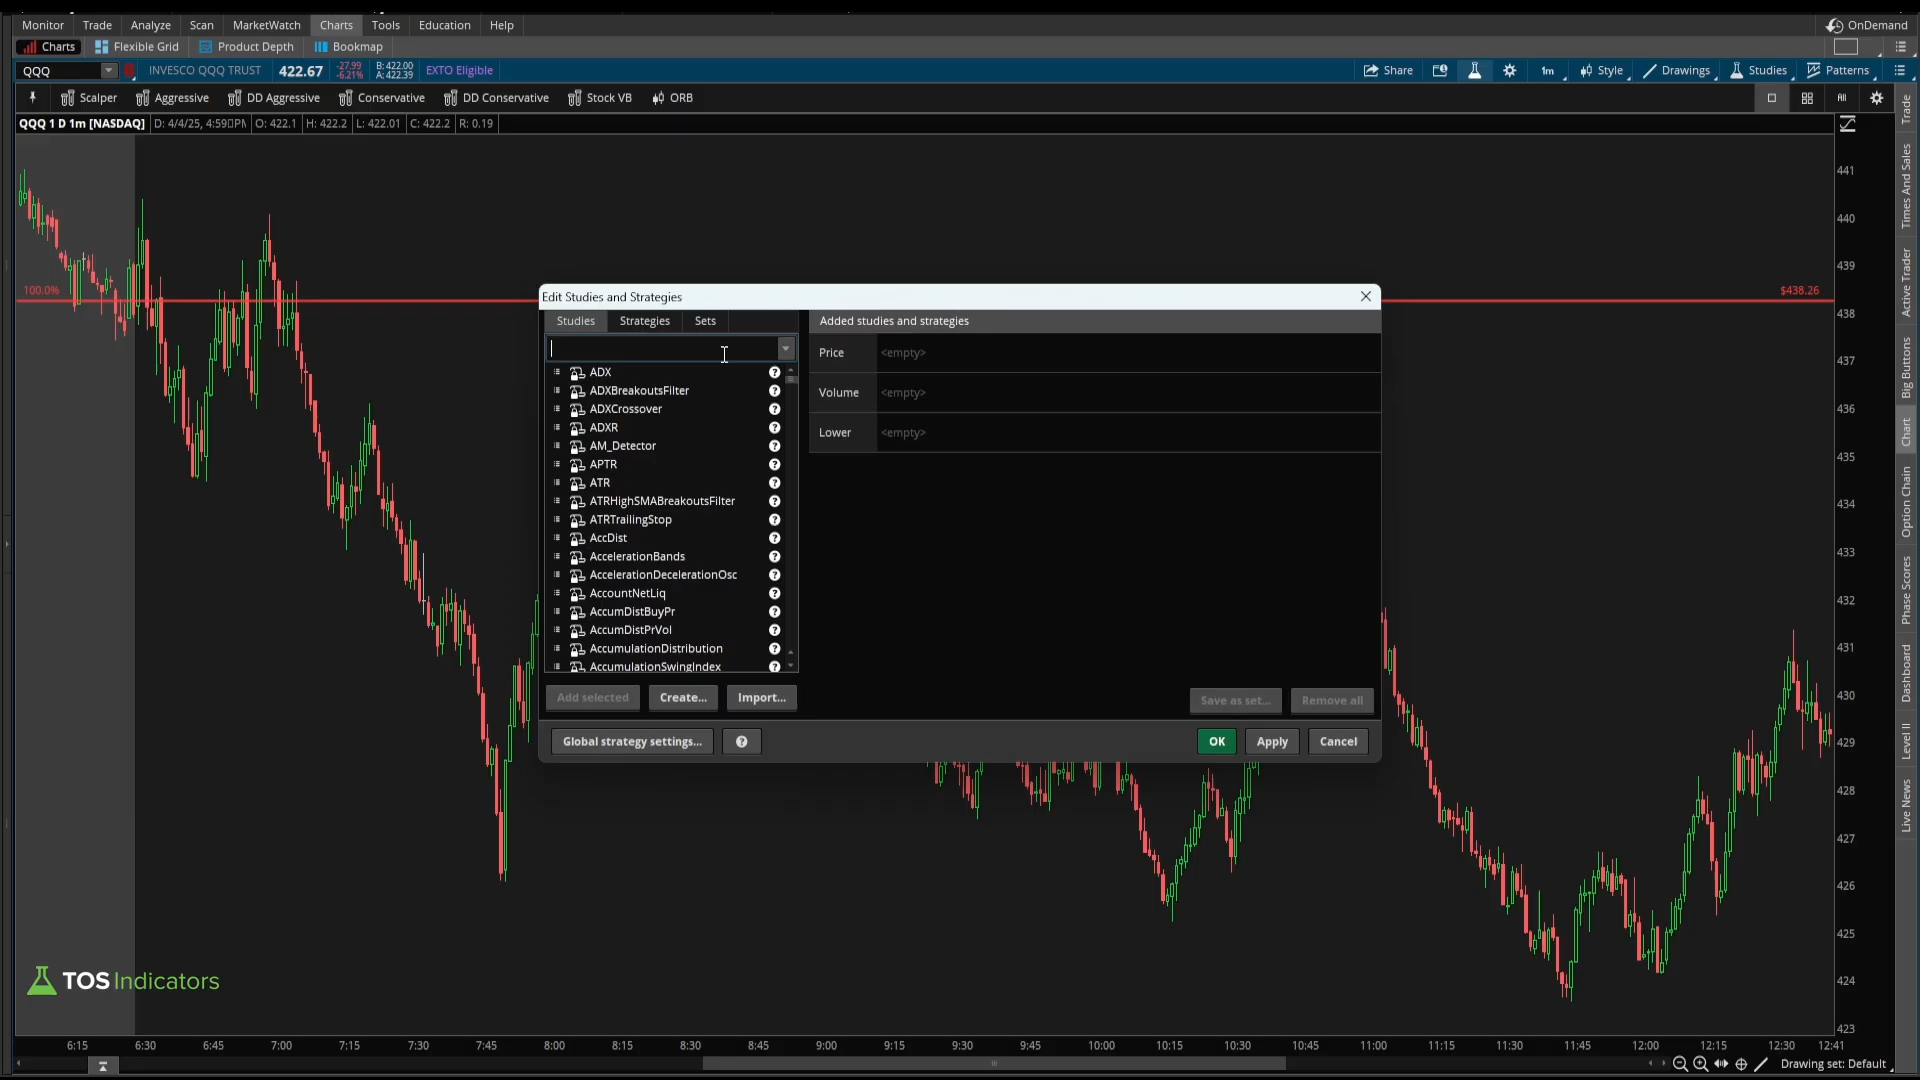 Monitor Trade Analyze Scan MarketWatch Charts Tools Education Help OnDemand
Charts Flexible Grid Product Depth Bookmap
QQQ INVESCO QQQ TRUST 422.67 -27.99 -6.21% B: 422.00 A: 422.39 EXTO Eligible Share 1m Style Drawings Studies Patterns
Scalper Aggressive DD Aggressive Conservative DD Conservative Stock VB ORB All
QQQ 1 D 1m [NASDAQ] D: 4/4/25, 4:59▯PM O: 422.1 H: 422.2 L: 422.01 C: 422.2 R: 0.19
100.0%
$438.26
441
440
439
438
437
436
435
434
433
432
431
430
429
428
427
426
425
424
423
Trade
Times And Sales
Active Trader
Big Buttons
Chart
Option Chain
Phase Scores
Dashboard
Level II
Live News
Edit Studies and Strategies
Studies Strategies Sets
ADX
ADXBreakoutsFilter
ADXCrossover
ADXR
AM_Detector
APTR
ATR
ATRHighSMABreakoutsFilter
ATRTrailingStop
AccDist
AccelerationBands
AccelerationDecelerationOsc
AccountNetLiq
AccumDistBuyPr
AccumDistPrVol
AccumulationDistribution
AccumulationSwingIndex
Add selected Create... Import...
Added studies and strategies
Price <empty>
Volume <empty>
Lower <empty>
Save as set... Remove all
Global strategy settings... ? OK Apply Cancel
TOS Indicators
6:15 6:30 6:45 7:00 7:15 7:30 7:45 8:00 8:15 8:30 8:45 9:00 9:15 9:30 9:45 10:00 10:15 10:30 10:45 11:00 11:15 11:30 11:45 12:00 12:15 12:30 12:41
Drawing set: Default